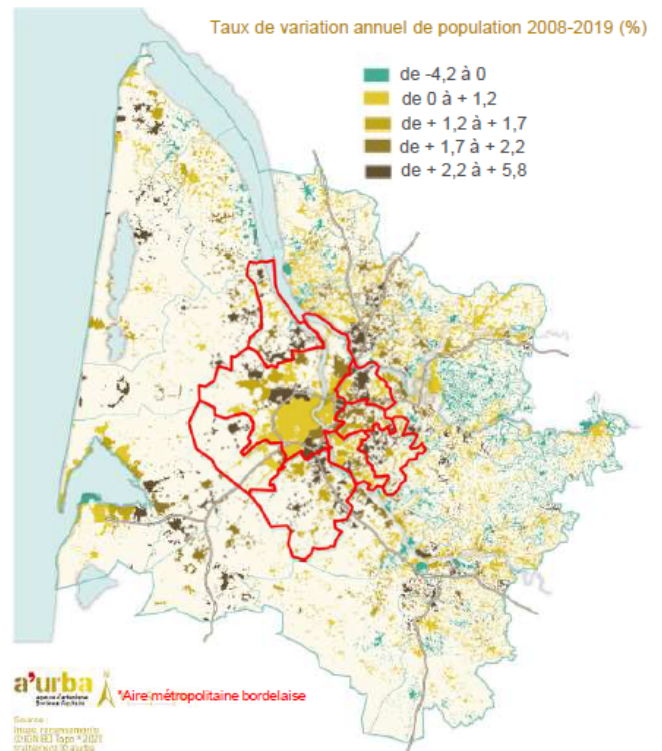 Taux de variation annuel de population 2008-2019 (%)
de -4,2 à 0
de 0 à + 1,2
de + 1,2 à + 1,7
de + 1,7 à + 2,2
de + 2,2 à + 5,8
a'urba
N
*Aire métropolitaine bordelaise
Source :